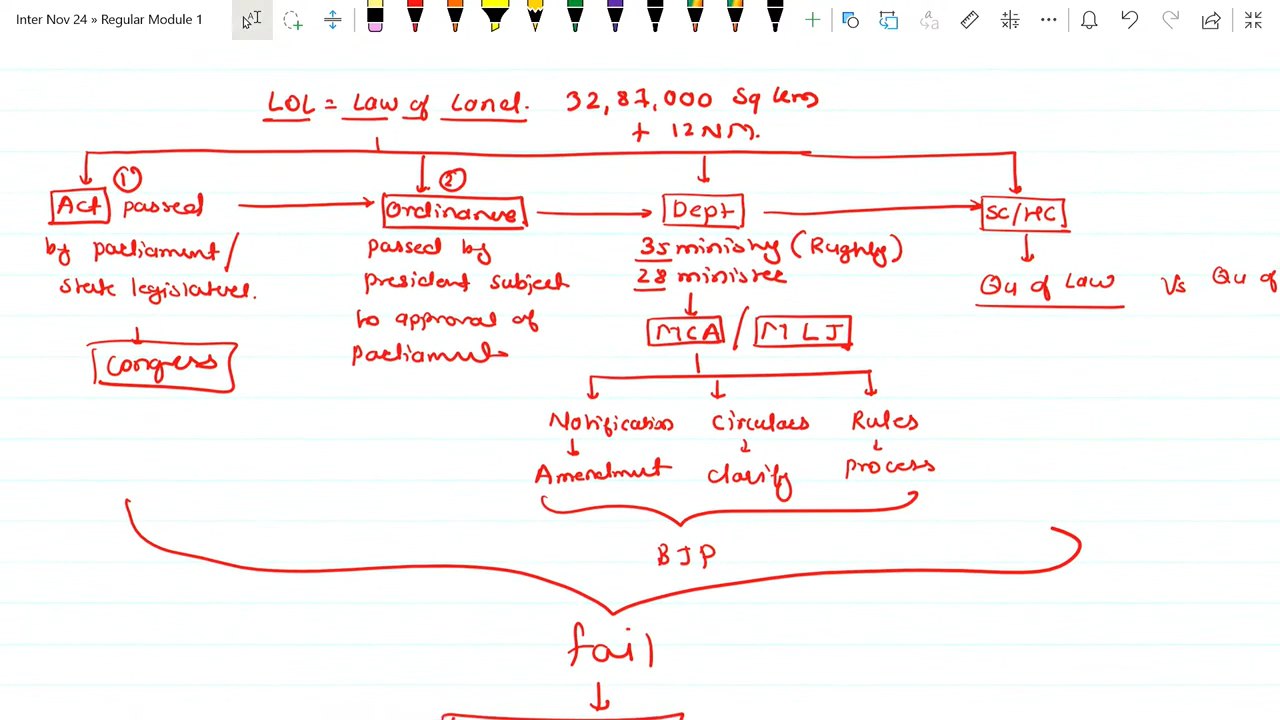 Inter Nov 24 » Regular Module 1
LOL = Law of Land. 32,87,000 Sq kms
+ 12 NM.
① ②
Act passed Ordinance Dept SC/HC
by parliament/ passed by 35 ministry (Roughly)
state legislature. president subject 28 minister Qu of Law Vs Qu of
to approval of MCA / MLJ
parliament
Congress
Notification Circulars Rules
Amendment clarify process
BJP
fail